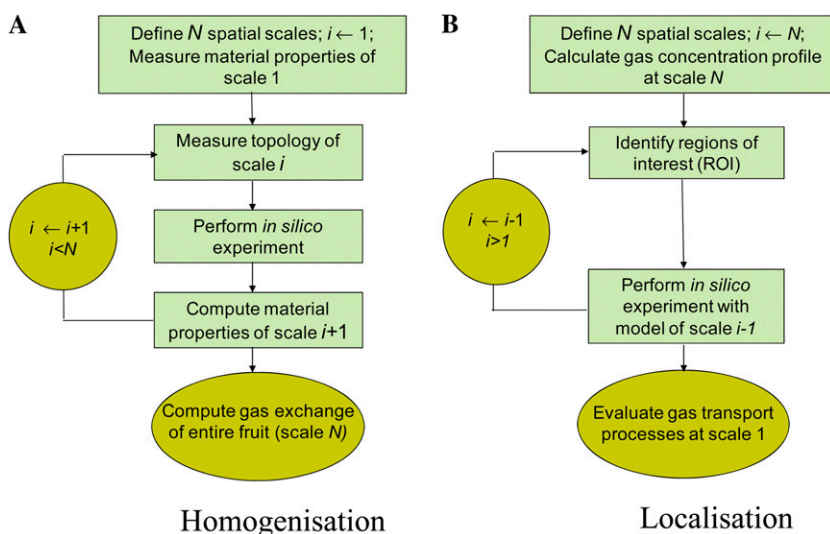 A
Define N spatial scales; i ← 1;
Measure material properties of
scale 1
Measure topology of
scale i
i ← i+1
i<N
Perform in silico
experiment
Compute material
properties of scale i+1
Compute gas exchange
of entire fruit (scale N)
Homogenisation
B
Define N spatial scales; i ← N;
Calculate gas concentration profile
at scale N
Identify regions of
interest (ROI)
i ← i-1
i>1
Perform in silico
experiment with
model of scale i-1
Evaluate gas transport
processes at scale 1
Localisation